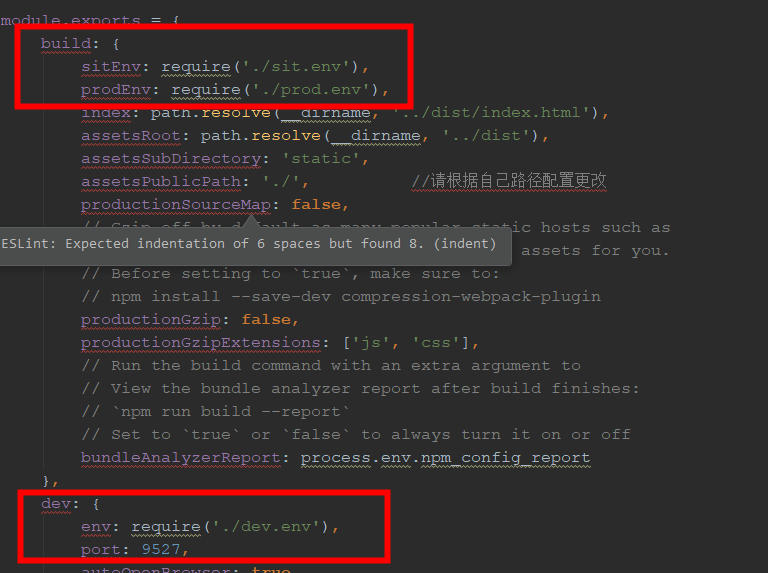 module.exports = {
build: {
sitEnv: require('./sit.env'),
prodEnv: require('./prod.env'),
index: path.resolve(__dirname, '../dist/index.html'),
assetsRoot: path.resolve(__dirname, '../dist'),
assetsSubDirectory: 'static',
assetsPublicPath: './', //请根据自己路径配置更改
productionSourceMap: false,
// Gzip off by default as many popular static hosts such as
ESLint: Expected indentation of 6 spaces but found 8. (indent) assets for you.
// Before setting to `true`, make sure to:
// npm install --save-dev compression-webpack-plugin
productionGzip: false,
productionGzipExtensions: ['js', 'css'],
// Run the build command with an extra argument to
// View the bundle analyzer report after build finishes:
// `npm run build --report`
// Set to `true` or `false` to always turn it on or off
bundleAnalyzerReport: process.env.npm_config_report
},
dev: {
env: require('./dev.env'),
port: 9527,
autoOpenBrowser: true